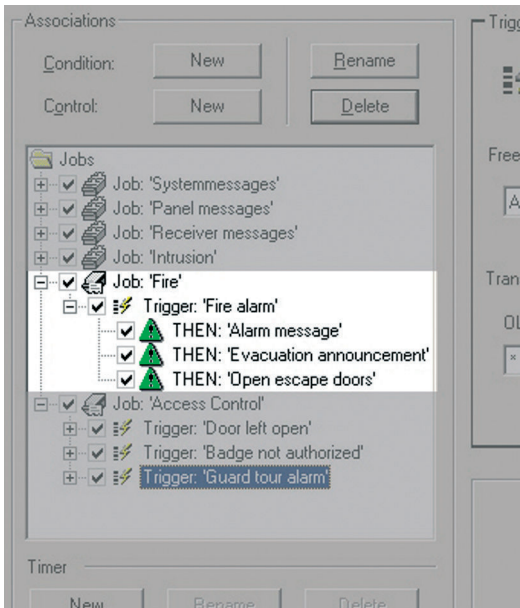 Associations
Condition: New Rename
Control: New Delete
Jobs
Job: 'Systemmessages'
Job: 'Panel messages'
Job: 'Receiver messages'
Job: 'Intrusion'
Job: 'Fire'
Trigger: 'Fire alarm'
THEN: 'Alarm message'
THEN: 'Evacuation announcement'
THEN: 'Open escape doors'
Job: 'Access Control'
Trigger: 'Door left open'
Trigger: 'Badge not authorized'
Trigger: 'Guard tour alarm'
Timer
New Rename Delete
Trigg
Free
A
Tran
*